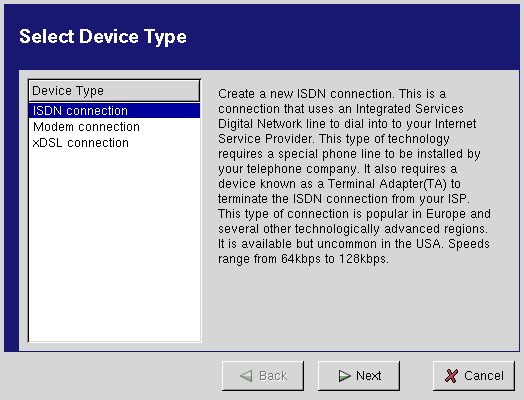 Select Device Type
Device Type
ISDN connection
Modem connection
xDSL connection
Create a new ISDN connection. This is a
connection that uses an Integrated Services
Digital Network line to dial into to your Internet
Service Provider. This type of technology
requires a special phone line to be installed by
your telephone company. It also requires a
device known as a Terminal Adapter(TA) to
terminate the ISDN connection from your ISP.
This type of connection is popular in Europe and
several other technologically advanced regions.
It is available but uncommon in the USA. Speeds
range from 64kbps to 128kbps.
Back
Next
Cancel